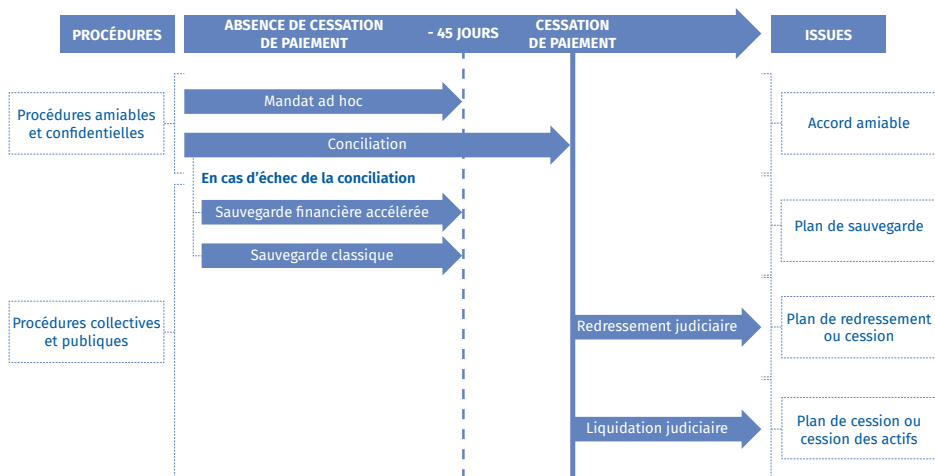 PROCÉDURES
ABSENCE DE CESSATION
DE PAIEMENT
- 45 JOURS
CESSATION
DE PAIEMENT
ISSUES
Procédures amiables
et confidentielles
Mandat ad hoc
Conciliation
Accord amiable
En cas d’échec de la conciliation
Sauvegarde financière accélérée
Sauvegarde classique
Plan de sauvegarde
Procédures collectives
et publiques
Redressement judiciaire
Plan de redressement
ou cession
Liquidation judiciaire
Plan de cession ou
cession des actifs